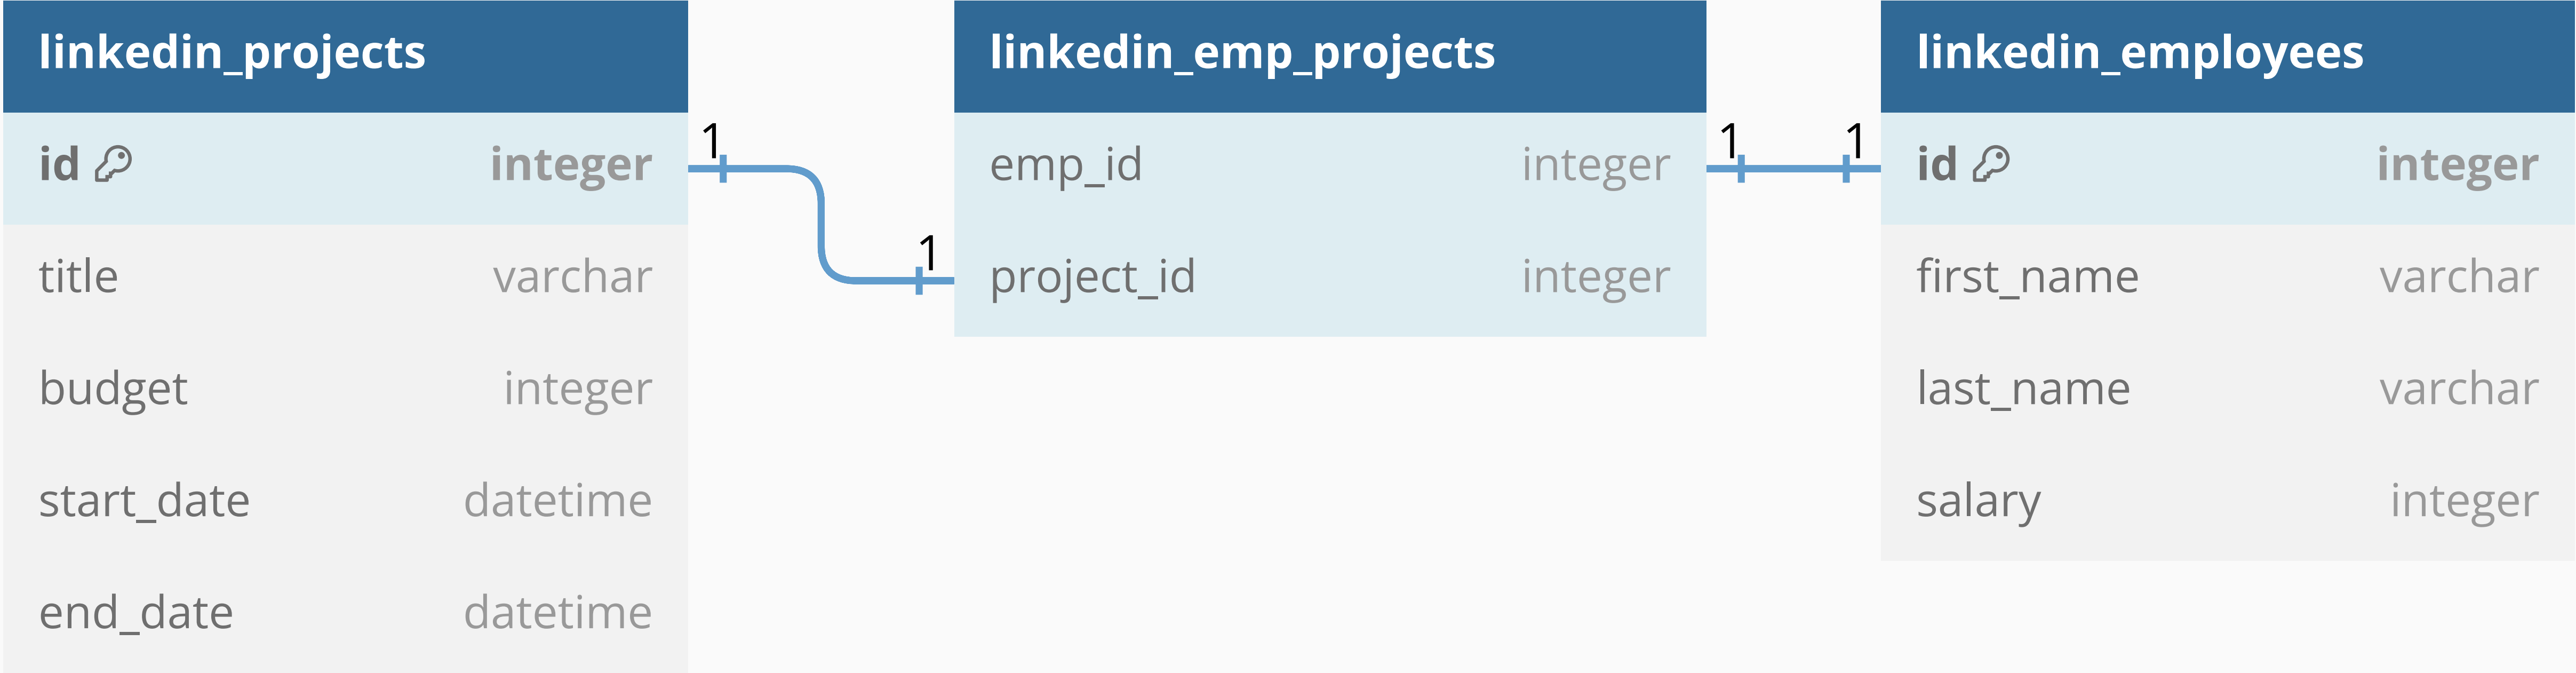 linkedin_projects
id integer
title varchar
budget integer
start_date datetime
end_date datetime
1
1
linkedin_emp_projects
emp_id integer
project_id integer
1 1
linkedin_employees
id integer
first_name varchar
last_name varchar
salary integer